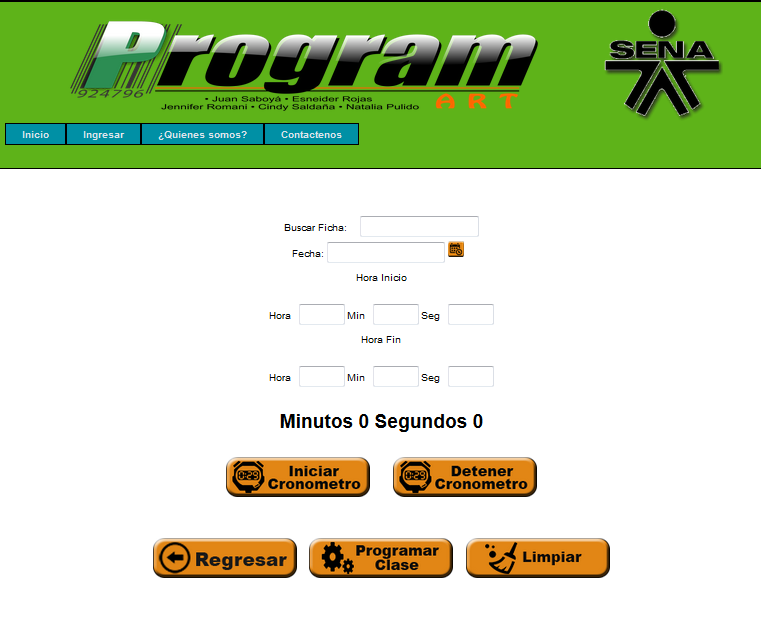 Program
924796
• Juan Saboyá • Esneider Rojas
Jennifer Romani • Cindy Saldaña • Natalia Pulido
ART
SENA
Inicio Ingresar ¿Quienes somos? Contactenos
Buscar Ficha:
Fecha:
Hora Inicio
Hora Min Seg
Hora Fin
Hora Min Seg
Minutos 0 Segundos 0
0:29 Iniciar Cronometro
0:29 Detener Cronometro
Regresar
Programar Clase
Limpiar